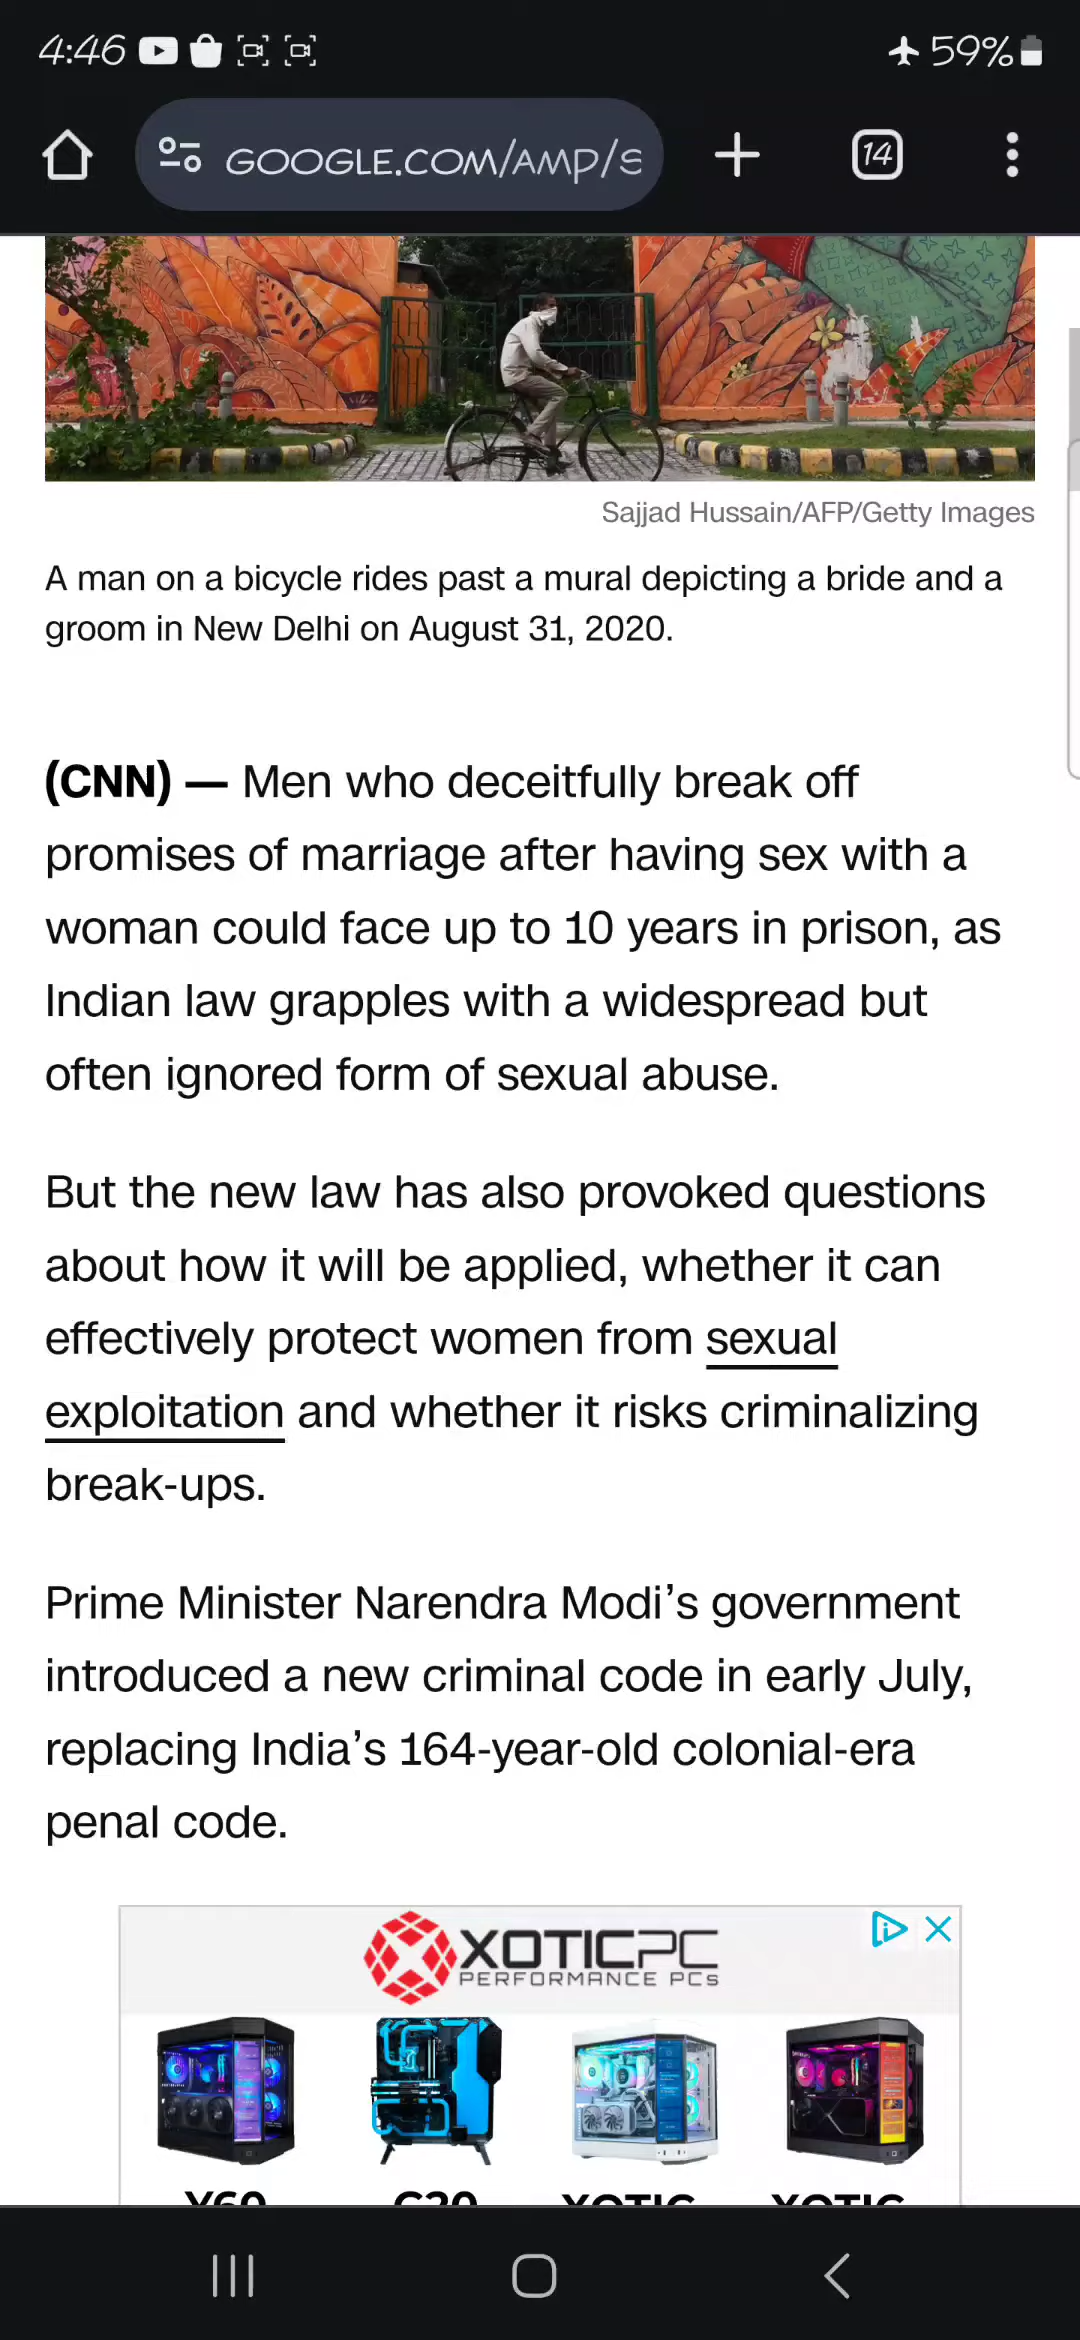 4:46
59%
GOOGLE.COM/AMP/S
14
Sajjad Hussain/AFP/Getty Images
A man on a bicycle rides past a mural depicting a bride and a
groom in New Delhi on August 31, 2020.
(CNN) — Men who deceitfully break off
promises of marriage after having sex with a
woman could face up to 10 years in prison, as
Indian law grapples with a widespread but
often ignored form of sexual abuse.
But the new law has also provoked questions
about how it will be applied, whether it can
effectively protect women from sexual
exploitation and whether it risks criminalizing
break-ups.
Prime Minister Narendra Modi’s government
introduced a new criminal code in early July,
replacing India’s 164-year-old colonial-era
penal code.
XOTICPC
PERFORMANCE PCs
Y60 G20 XOTIC XOTIC